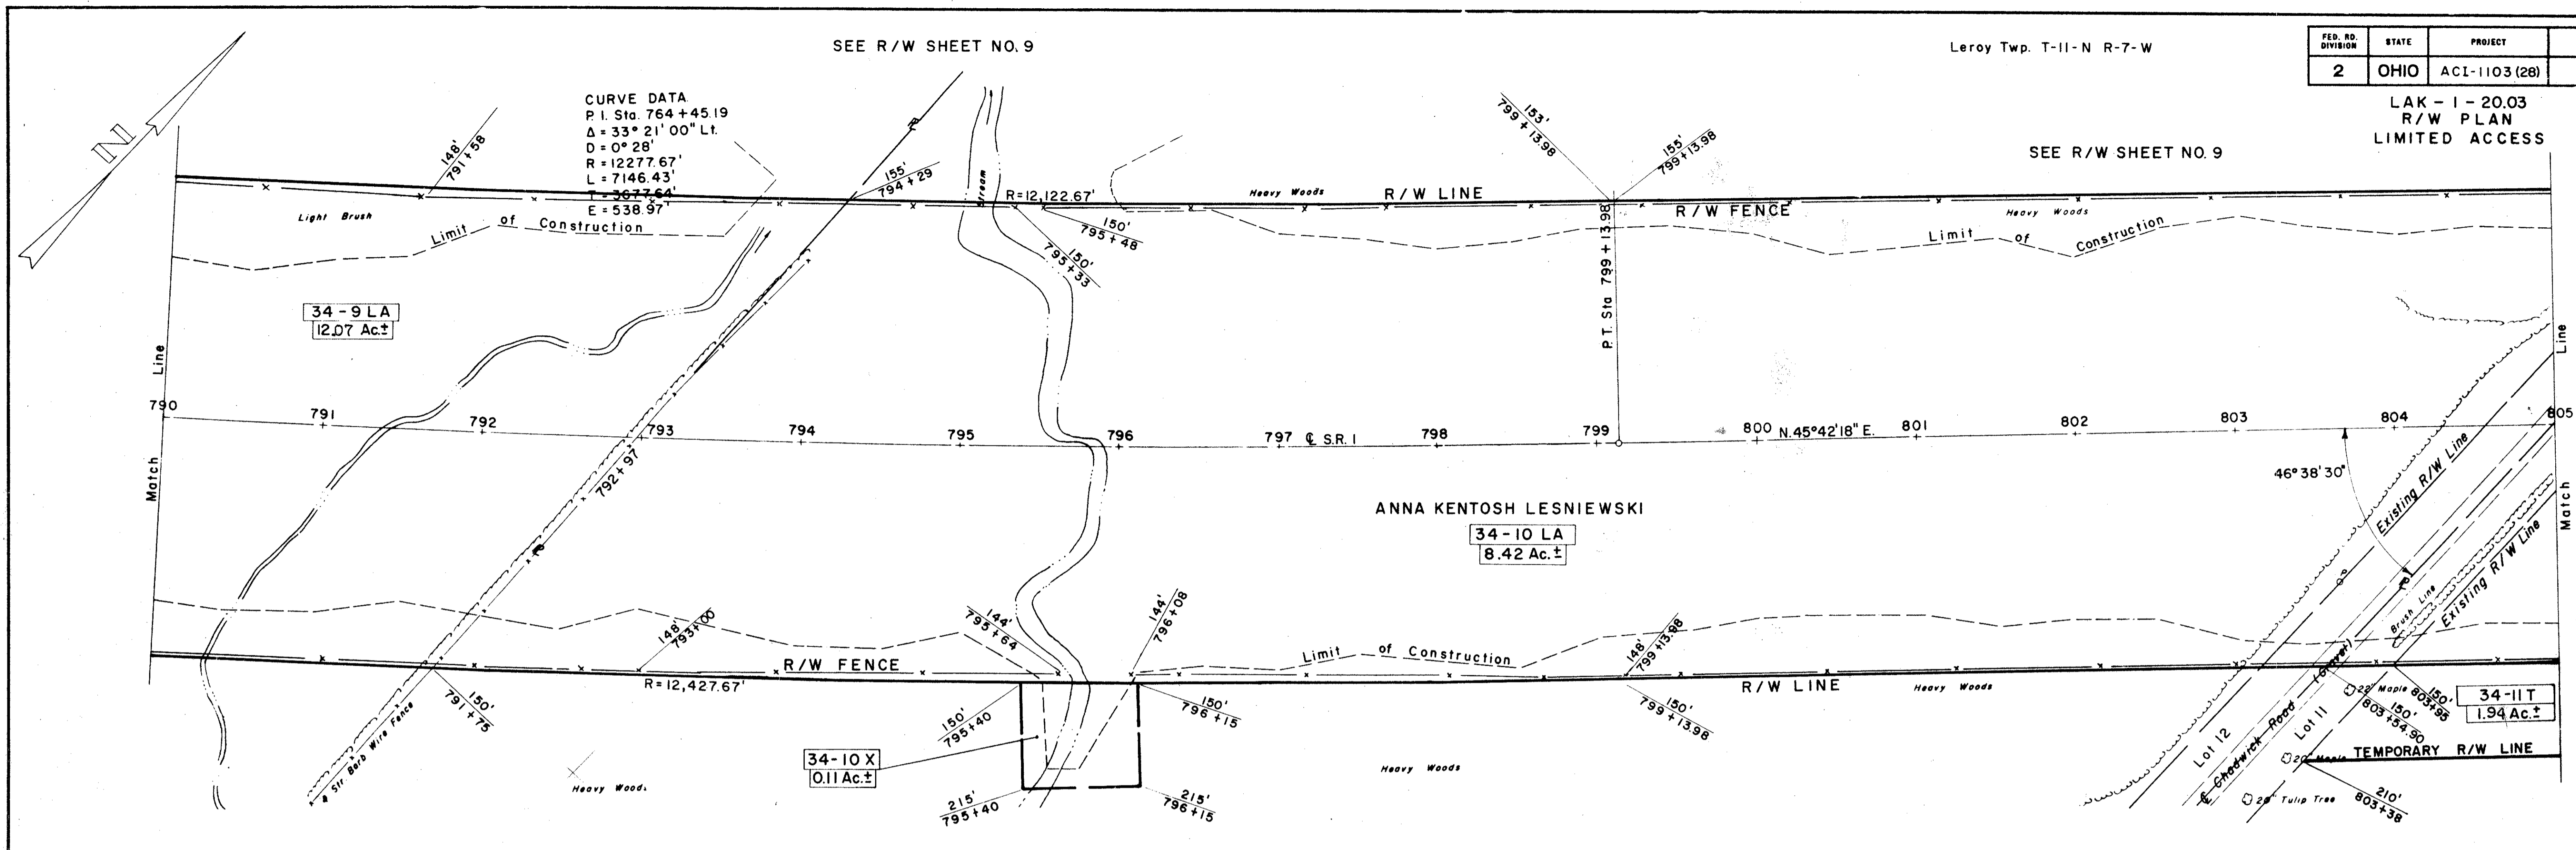 SEE R/W SHEET NO. 9
Leroy Twp. T-11-N R-7-W
FED. RD. DIVISION STATE PROJECT
2 OHIO ACI-1103 (28)
LAK - 1 - 20.03
R/W PLAN
LIMITED ACCESS
SEE R/W SHEET NO. 9
N
CURVE DATA
P. I. Sta. 764 + 45.19
Δ = 33° 21' 00" Lt.
D = 0° 28'
R = 12277.67'
L = 7146.43'
T = 3677.64'
E = 538.97'
148'
791+58
155'
794+29
Stream
R=12,122.67'
150'
795+48
150'
795+33
Heavy Woods
R/W LINE
153'
799+13.98
155'
799+13.98
R/W FENCE
Heavy Woods
Light Brush
Limit of Construction
Limit of Construction
P.T. Sta 799 + 13.98
34 - 9 LA
12.07 Ac.±
Match Line
Match Line
790 791 792 793 794 795 796 797 ℄ S.R. 1 798 799 800 N.45°42'18" E. 801 802 803 804 805
792+97
46°38'30"
Existing R/W Line
Existing R/W Line
Brush Line
ANNA KENTOSH LESNIEWSKI
34-10 LA
8.42 Ac.±
148'
793+00
144'
795+64
144'
796+08
148'
799+13.98
R/W FENCE
Limit of Construction
R=12,427.67'
R/W LINE
Heavy Woods
150'
791+75
150'
795+40
150'
796+15
150'
799+13.98
22" Maple
150'
803+95
150'
803+54.90
34-11 T
1.94 Ac.±
4 Str. Barb Wire Fence
34-10 X
0.11 Ac.±
Heavy Woods
Heavy Woods
215'
795+40
215'
796+15
Lot 12
℄ Chadwick Road (Gravel)
Lot 11
20" Maple
TEMPORARY R/W LINE
20" Tulip Tree
210'
803+38